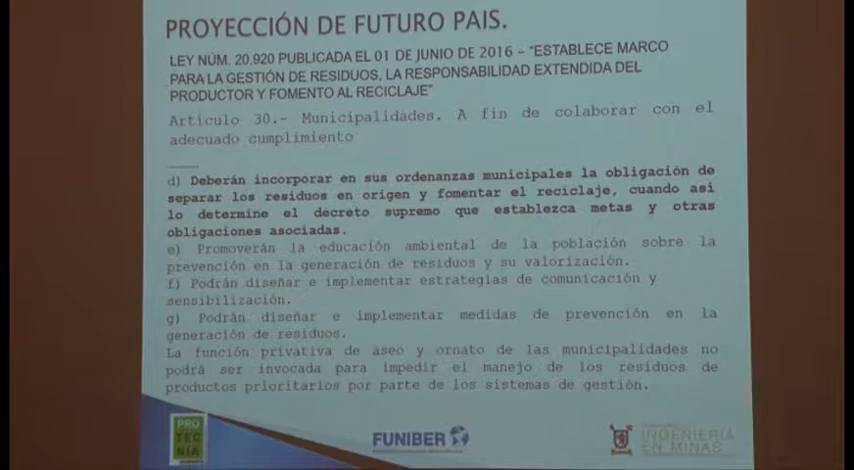 PROYECCIÓN DE FUTURO PAIS.
LEY NÚM. 20.920 PUBLICADA EL 01 DE JUNIO DE 2016 – "ESTABLECE MARCO
PARA LA GESTIÓN DE RESIDUOS, LA RESPONSABILIDAD EXTENDIDA DEL
PRODUCTOR Y FOMENTO AL RECICLAJE"
Artículo 30.- Municipalidades. A fin de colaborar con el
adecuado cumplimiento
d) Deberán incorporar en sus ordenanzas municipales la obligación de
separar los residuos en origen y fomentar el reciclaje, cuando así
lo determine el decreto supremo que establezca metas y otras
obligaciones asociadas.
e) Promoverán la educación ambiental de la población sobre la
prevención en la generación de residuos y su valorización.
f) Podrán diseñar e implementar estrategias de comunicación y
sensibilización.
g) Podrán diseñar e implementar medidas de prevención en la
generación de residuos.
La función privativa de aseo y ornato de las municipalidades no
podrá ser invocada para impedir el manejo de los residuos de
productos prioritarios por parte de los sistemas de gestión.
PRO
TEC
NIA
FUNIBER
INGENIERÍA
EN MINAS